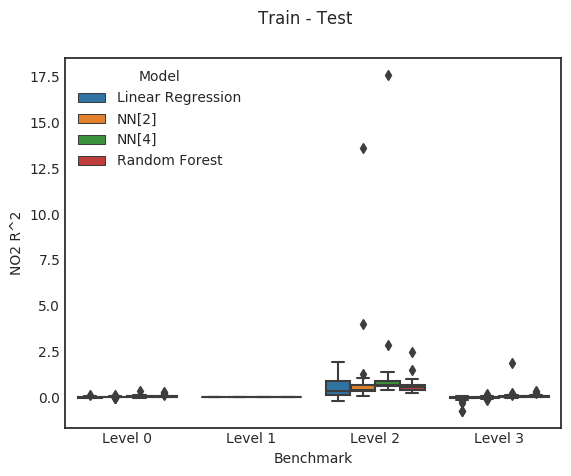 Train - Test
Model
Linear Regression
NN[2]
NN[4]
Random Forest
17.5
15.0
12.5
10.0
7.5
5.0
2.5
0.0
NO2 R^2
Level 0 Level 1 Level 2 Level 3
Benchmark